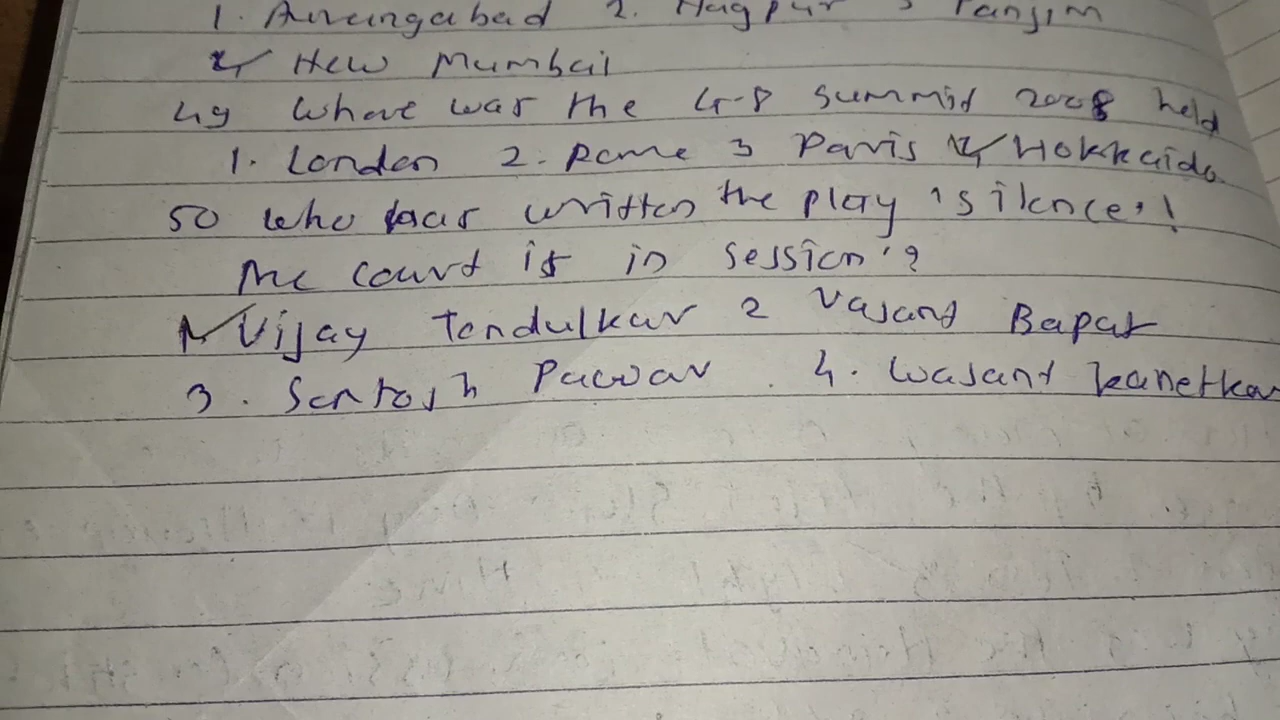 1. Aurangabad 2. Nagpur 3 Panjim
4 New Mumbai
49 Where was the G-8 summit 2008 held
1. London 2. Rome 3 Paris 4 Hokkaido
50 who has written the play 'silence'!
The court is in session'?
1 Vijay Tendulkar 2 Vasant Bapat
3. Santosh Pawar . 4. Wasant kanetkar